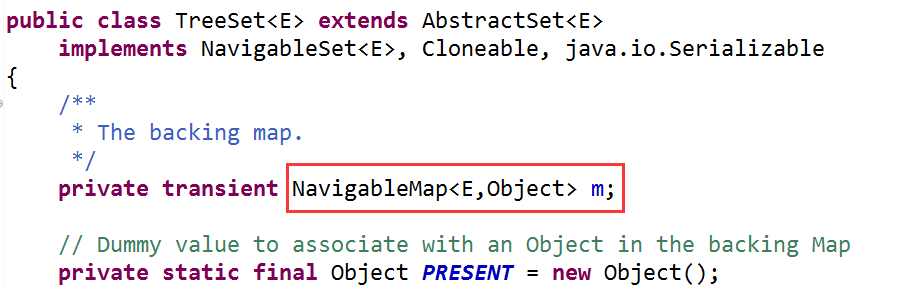 public class TreeSet<E> extends AbstractSet<E>
    implements NavigableSet<E>, Cloneable, java.io.Serializable
{
    /**
     * The backing map.
     */
    private transient NavigableMap<E,Object> m;

    // Dummy value to associate with an Object in the backing Map
    private static final Object PRESENT = new Object();